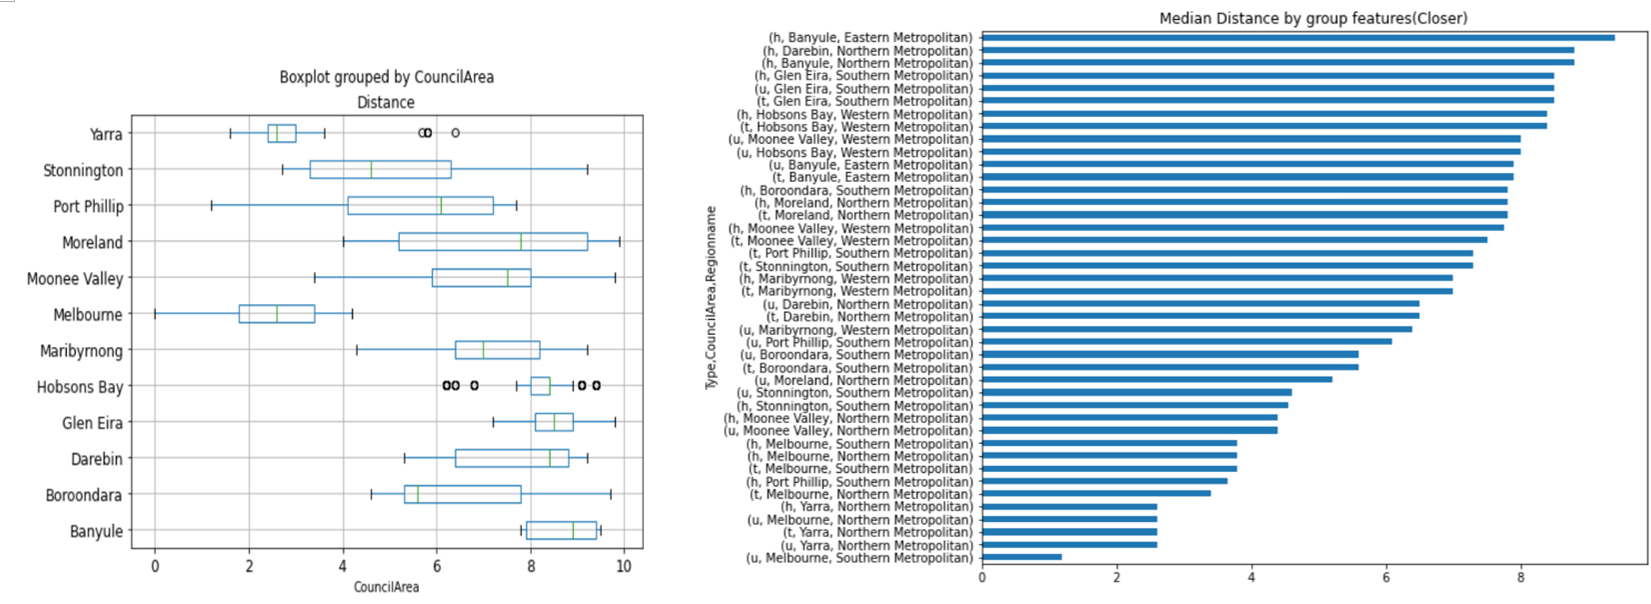 Boxplot grouped by CouncilArea
Distance
Yarra
Stonnington
Port Phillip
Moreland
Moonee Valley
Melbourne
Maribyrnong
Hobsons Bay
Glen Eira
Darebin
Boroondara
Banyule
0 2 4 6 8 10
CouncilArea
Median Distance by group features(Closer)
Type,CouncilArea,Regionname
(h, Banyule, Eastern Metropolitan)
(h, Darebin, Northern Metropolitan)
(h, Banyule, Northern Metropolitan)
(h, Glen Eira, Southern Metropolitan)
(u, Glen Eira, Southern Metropolitan)
(t, Glen Eira, Southern Metropolitan)
(h, Hobsons Bay, Western Metropolitan)
(t, Hobsons Bay, Western Metropolitan)
(u, Moonee Valley, Western Metropolitan)
(u, Hobsons Bay, Western Metropolitan)
(u, Banyule, Eastern Metropolitan)
(t, Banyule, Eastern Metropolitan)
(h, Boroondara, Southern Metropolitan)
(h, Moreland, Northern Metropolitan)
(t, Moreland, Northern Metropolitan)
(h, Moonee Valley, Western Metropolitan)
(t, Moonee Valley, Western Metropolitan)
(t, Port Phillip, Southern Metropolitan)
(t, Stonnington, Southern Metropolitan)
(h, Maribyrnong, Western Metropolitan)
(t, Maribyrnong, Western Metropolitan)
(u, Darebin, Northern Metropolitan)
(t, Darebin, Northern Metropolitan)
(u, Maribyrnong, Western Metropolitan)
(u, Port Phillip, Southern Metropolitan)
(u, Boroondara, Southern Metropolitan)
(t, Boroondara, Southern Metropolitan)
(u, Moreland, Northern Metropolitan)
(u, Stonnington, Southern Metropolitan)
(h, Stonnington, Southern Metropolitan)
(h, Moonee Valley, Northern Metropolitan)
(u, Moonee Valley, Northern Metropolitan)
(h, Melbourne, Southern Metropolitan)
(h, Melbourne, Northern Metropolitan)
(t, Melbourne, Southern Metropolitan)
(h, Port Phillip, Southern Metropolitan)
(t, Melbourne, Northern Metropolitan)
(h, Yarra, Northern Metropolitan)
(u, Melbourne, Northern Metropolitan)
(t, Yarra, Northern Metropolitan)
(u, Yarra, Northern Metropolitan)
(u, Melbourne, Southern Metropolitan)
0 2 4 6 8